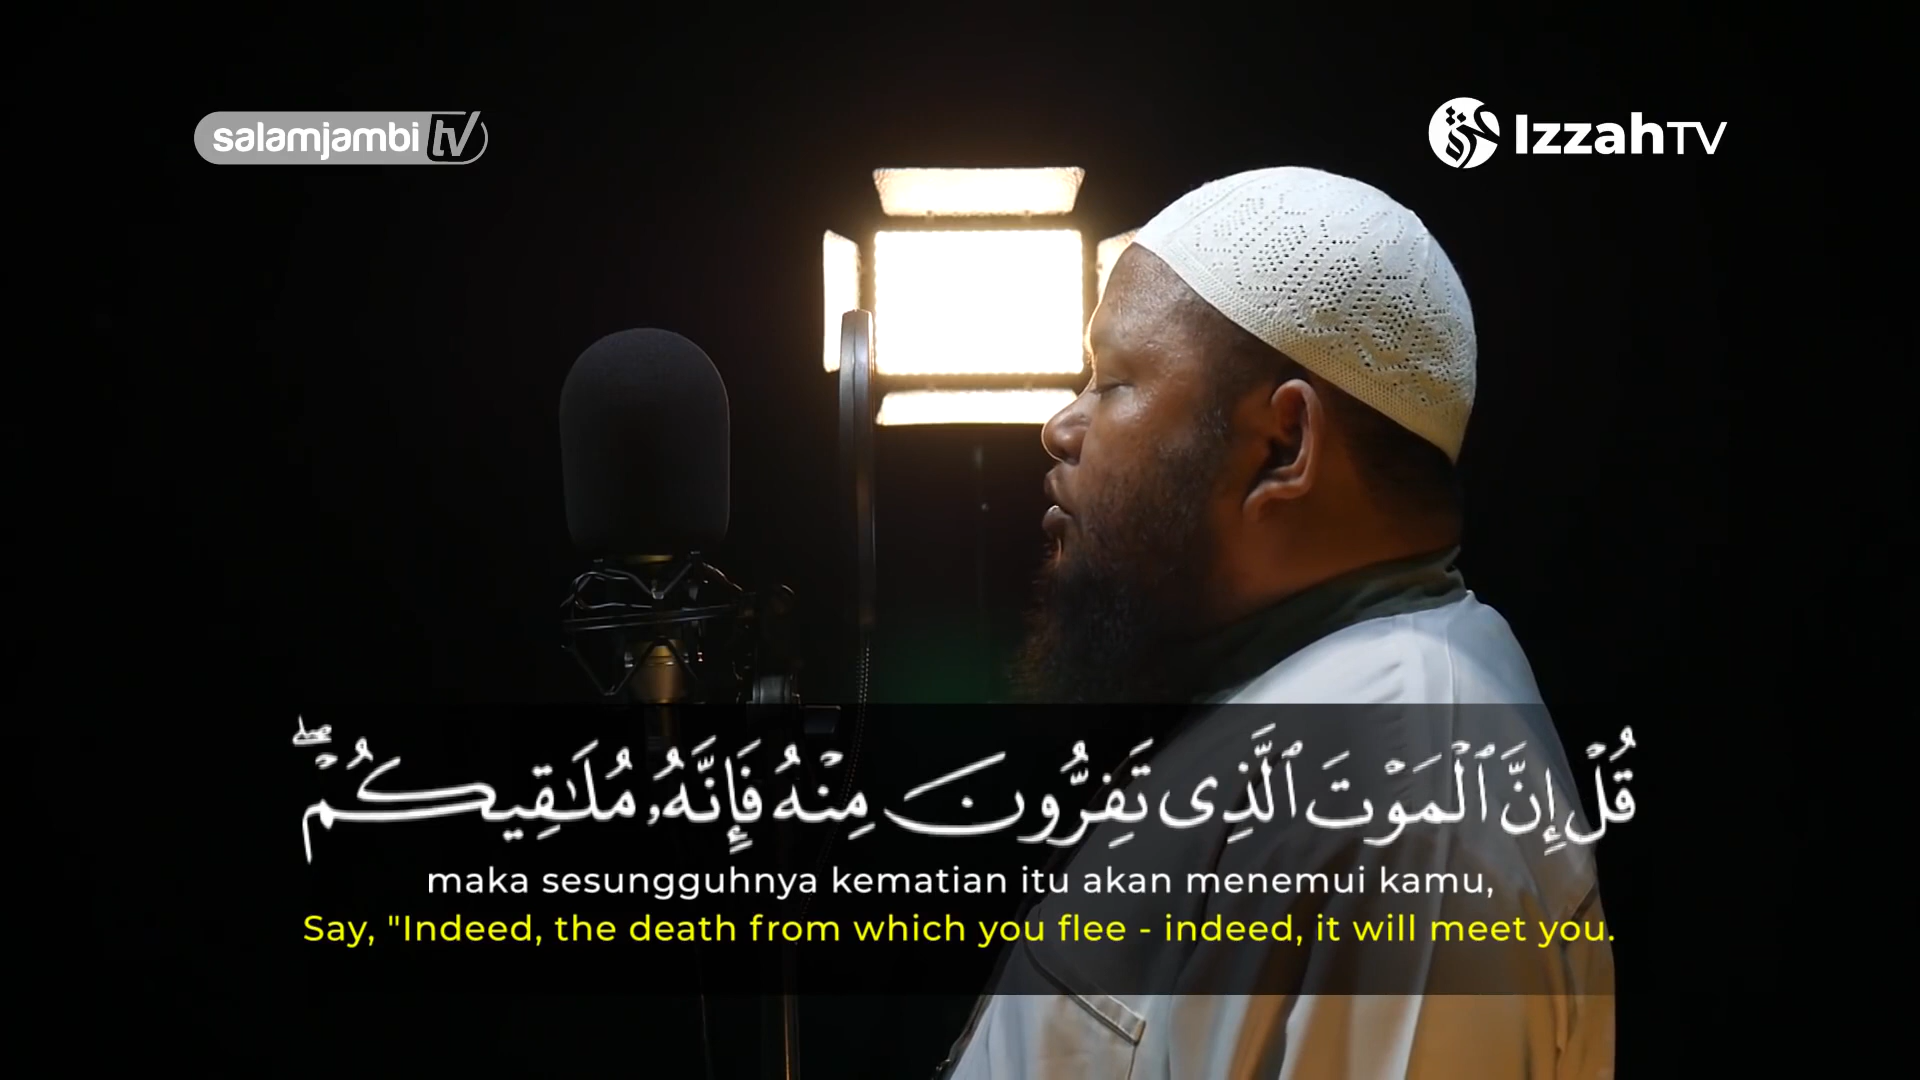 salamjambi tv
IzzahTV
قُلْ إِنَّ ٱلْمَوْتَ ٱلَّذِى تَفِرُّونَ مِنْهُ فَإِنَّهُۥ مُلَـٰقِيكُمْ ۖ
maka sesungguhnya kematian itu akan menemui kamu,
Say, "Indeed, the death from which you flee - indeed, it will meet you.